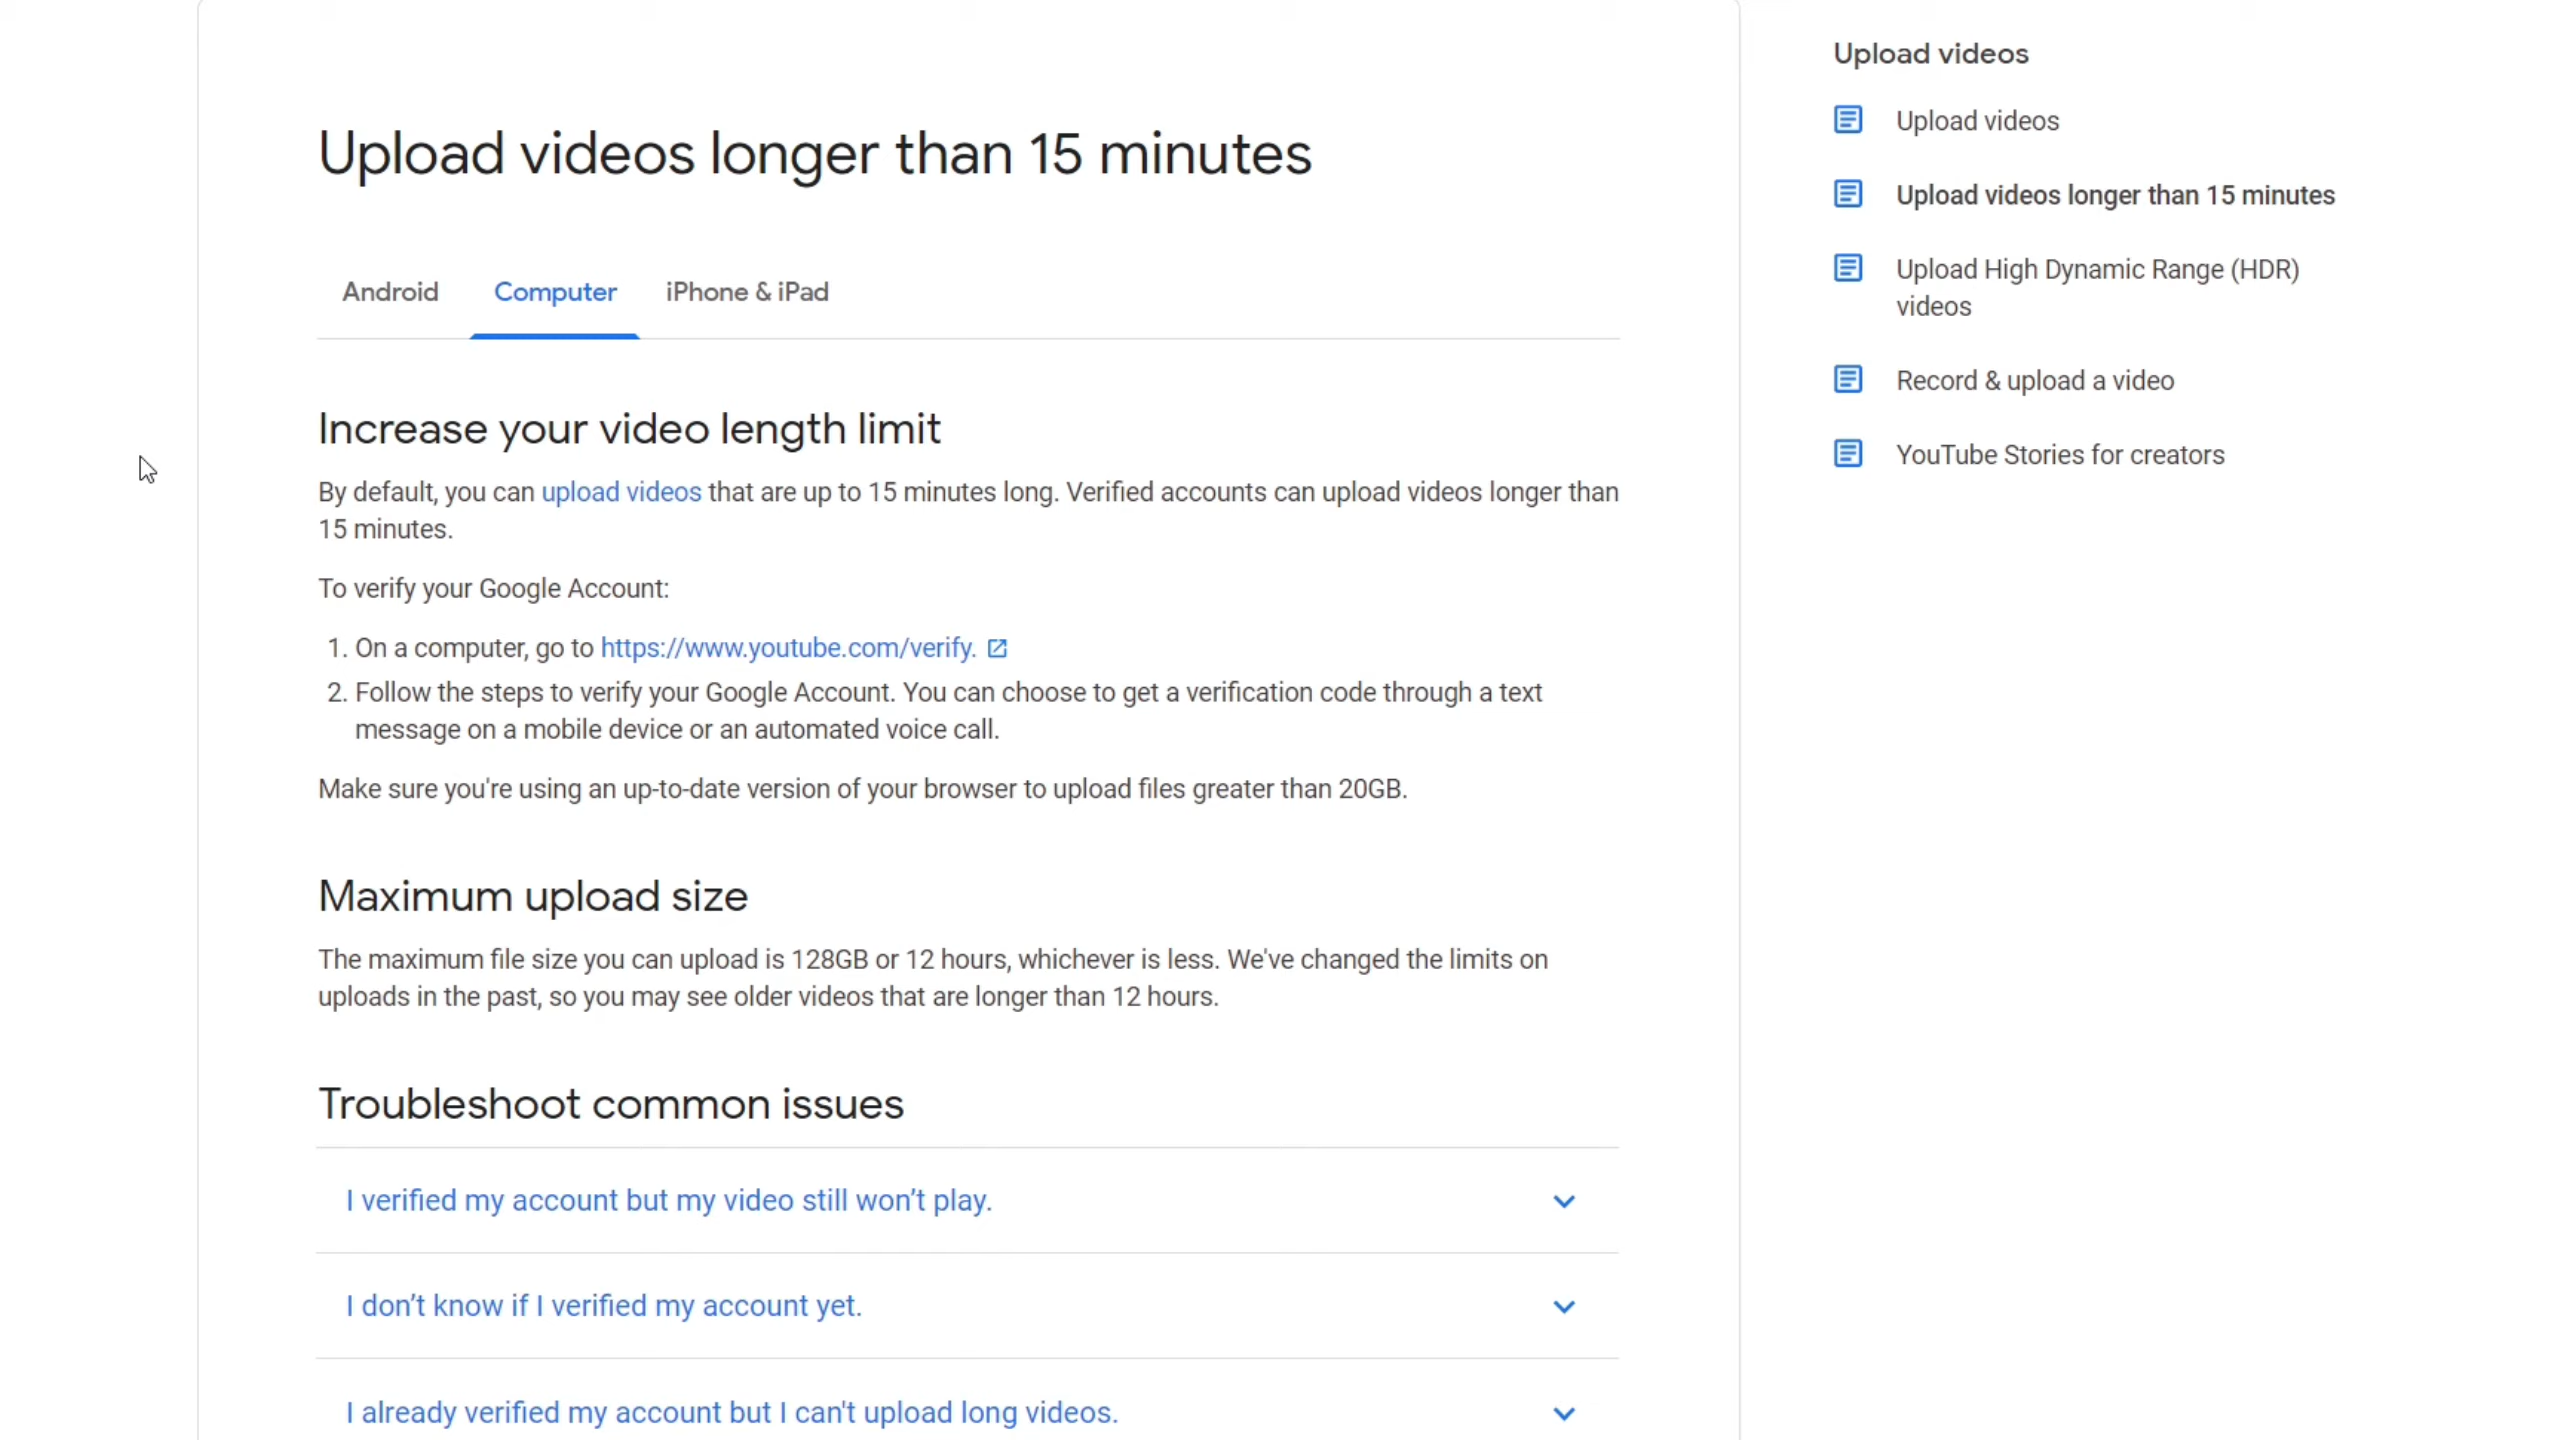 Upload videos longer than 15 minutes
Android
Computer
iPhone & iPad
Increase your video length limit
By default, you can upload videos that are up to 15 minutes long. Verified accounts can upload videos longer than
15 minutes.
To verify your Google Account:
1. On a computer, go to https://www.youtube.com/verify.
2. Follow the steps to verify your Google Account. You can choose to get a verification code through a text
message on a mobile device or an automated voice call.
Make sure you're using an up-to-date version of your browser to upload files greater than 20GB.
Maximum upload size
The maximum file size you can upload is 128GB or 12 hours, whichever is less. We've changed the limits on
uploads in the past, so you may see older videos that are longer than 12 hours.
Troubleshoot common issues
I verified my account but my video still won’t play.
I don’t know if I verified my account yet.
I already verified my account but I can't upload long videos.
Upload videos
Upload videos
Upload videos longer than 15 minutes
Upload High Dynamic Range (HDR)
videos
Record & upload a video
YouTube Stories for creators